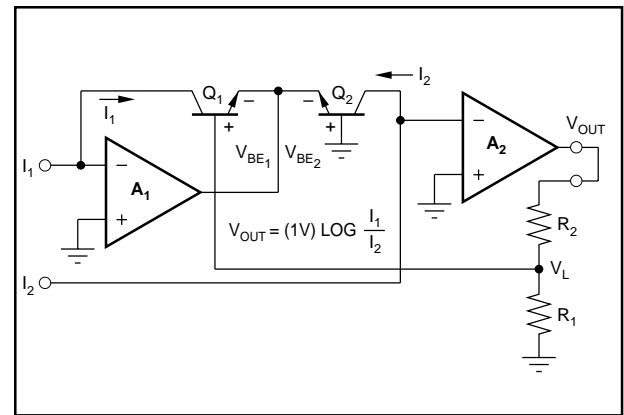 Q1
Q2
I2
I1
−
−
+
+
VBE1
VBE2
I1
−
A1
+
−
A2
+
VOUT
R2
VOUT = (1V) LOG I1/I2
VL
I2
R1